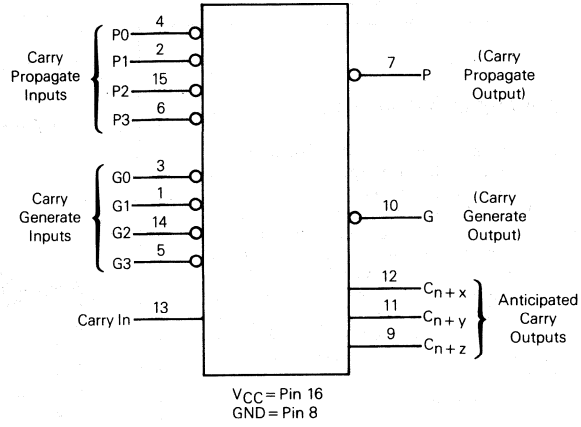 Carry
Propagate
Inputs
P0 4
P1 2
P2 15
P3 6
7 P
(Carry
Propagate
Output)
Carry
Generate
Inputs
G0 3
G1 1
G2 14
G3 5
10 G
(Carry
Generate
Output)
Carry In 13
12 Cn+x
11 Cn+y
9 Cn+z
Anticipated
Carry
Outputs
VCC = Pin 16
GND = Pin 8